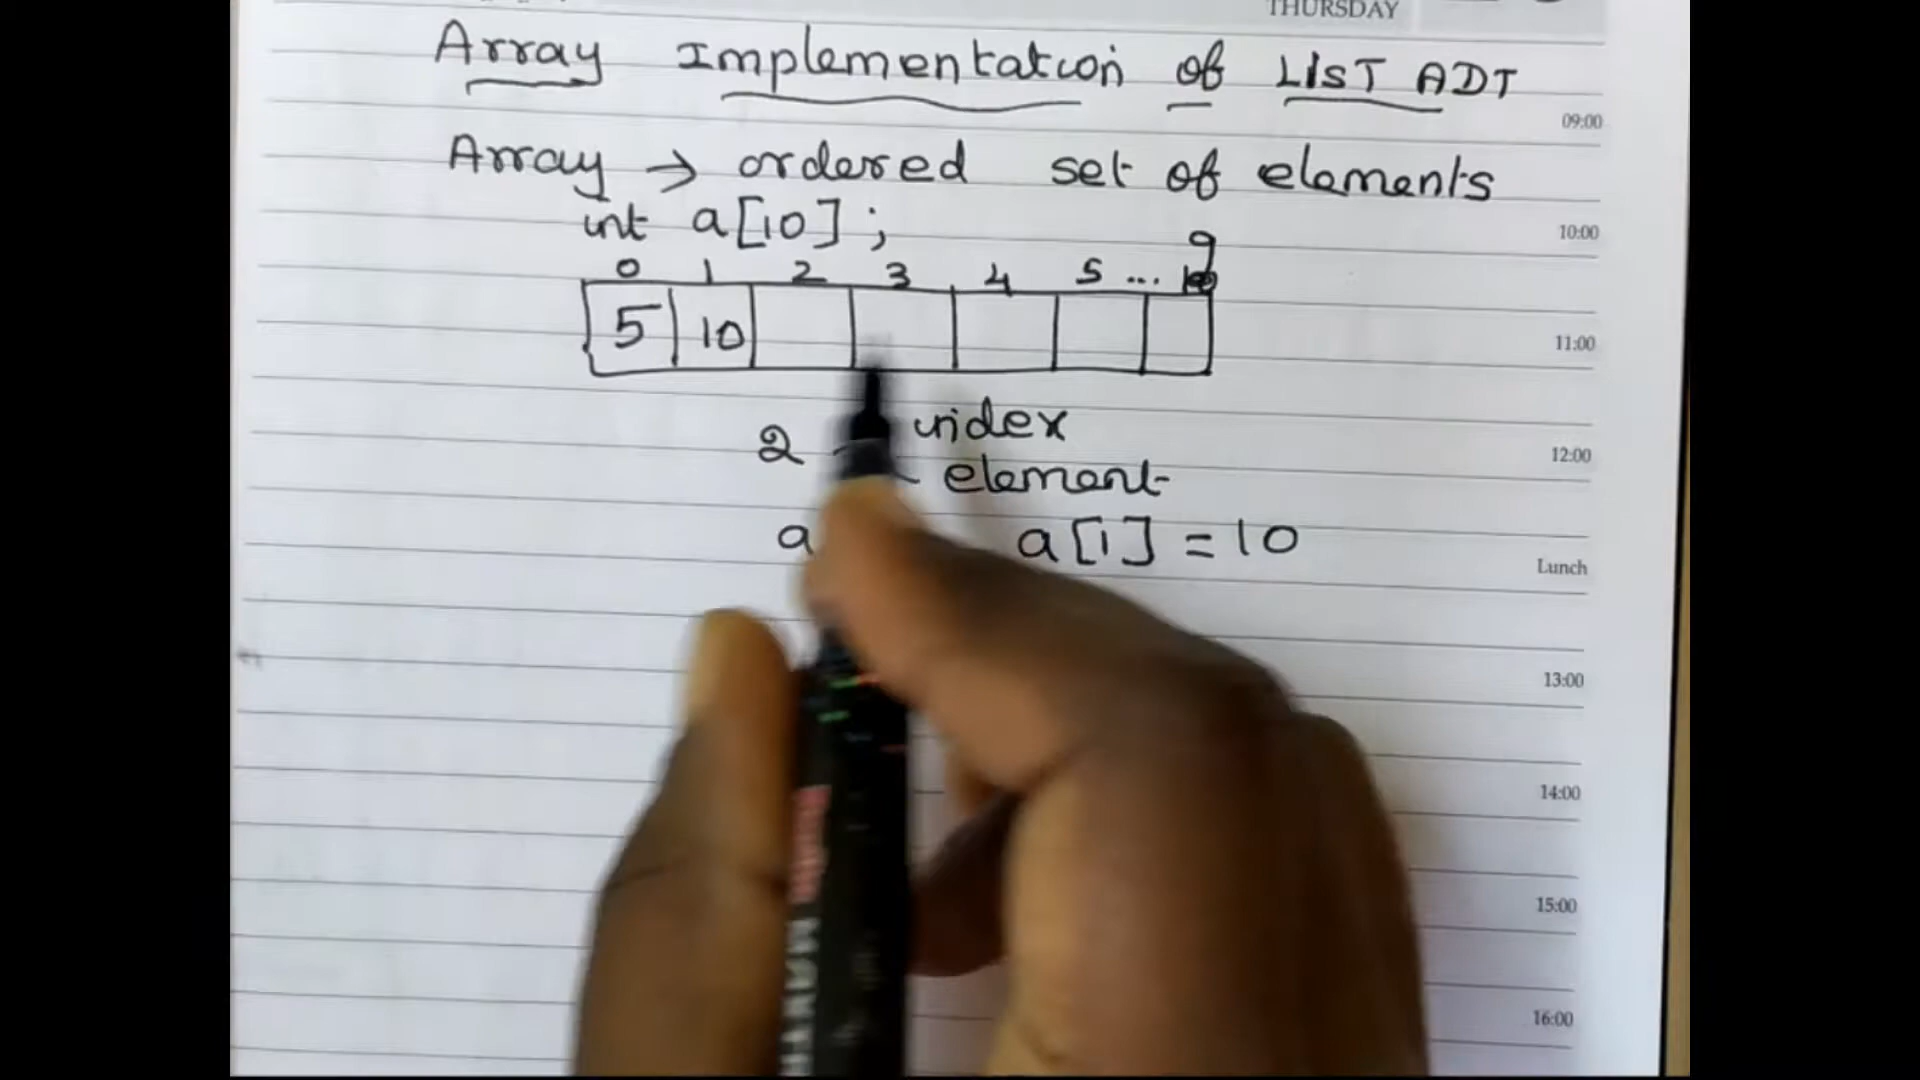 THURSDAY
Array Implementation of LIST ADT
09:00
Array → ordered set of elements
int a[10];
10:00
9
0 1 2 3 4 5 ...
5 10
11:00
index
2
12:00
element
a a[1] = 10
Lunch
13:00
14:00
15:00
16:00